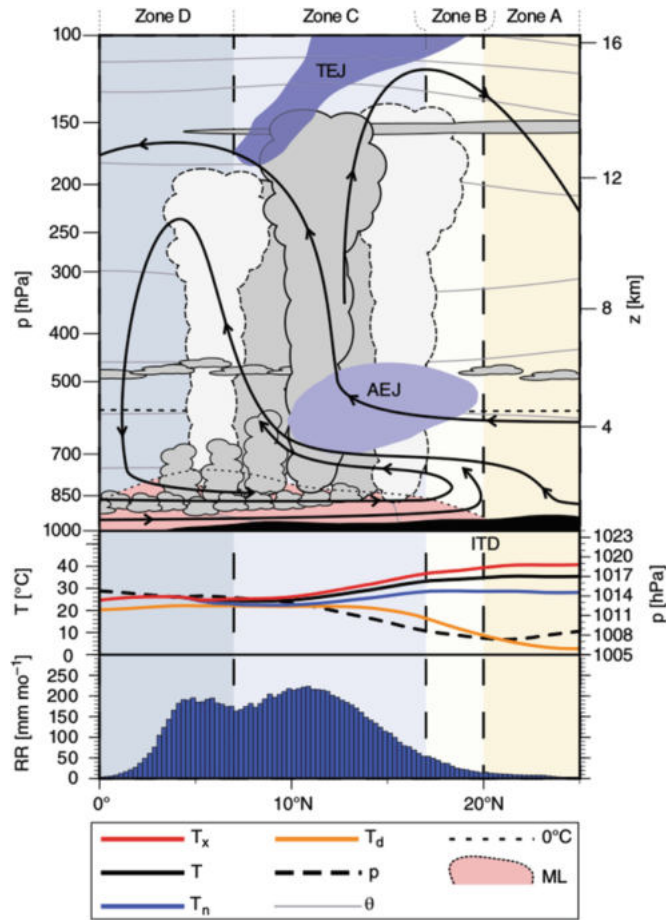 Zone D Zone C Zone B Zone A
100
150
200
250
300
400
500
700
850
1000
p [hPa]
16
12
8
4
z [km]
TEJ
AEJ
ITD
40
30
20
10
0
T [°C]
1023
1020
1017
1014
1011
1008
1005
p [hPa]
250
200
150
100
50
0
RR [mm mo⁻¹]
0° 10°N 20°N
Tₓ T_d 0°C
T p ML
Tₙ θ